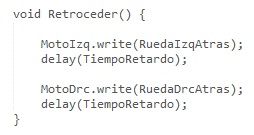 void Retroceder() {
MotoIzq.write(RuedaIzqAtras);
delay(TiempoRetardo);
MotoDrc.write(RuedaDrcAtras);
delay(TiempoRetardo);
}